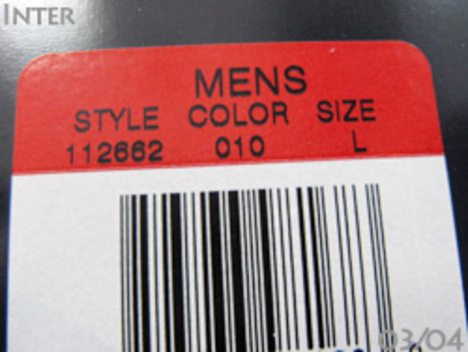 INTER
MENS
STYLE COLOR SIZE
112662 010 L
03/04